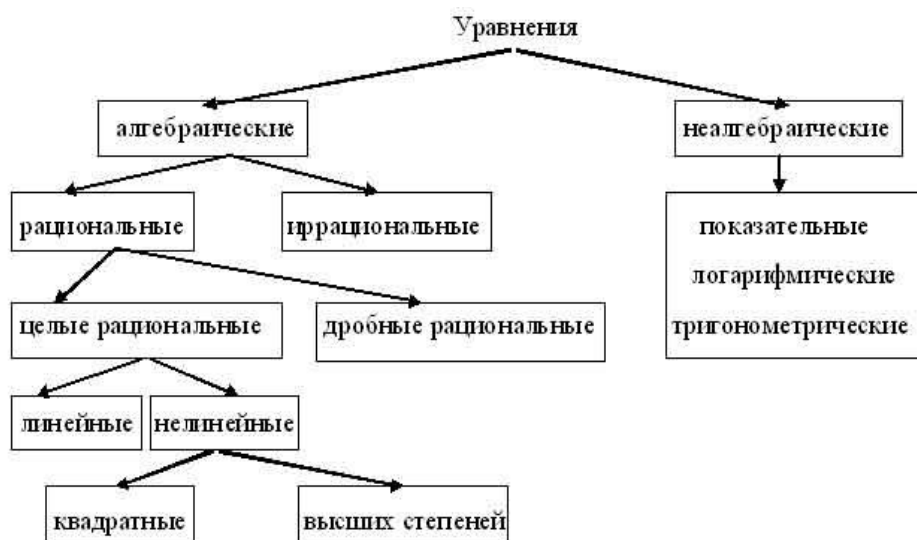 Уравнения
алгебраические
неалгебраические
рациональные
иррациональные
показательные
логарифмические
тригонометрические
целые рациональные
дробные рациональные
линейные
нелинейные
квадратные
высших степеней